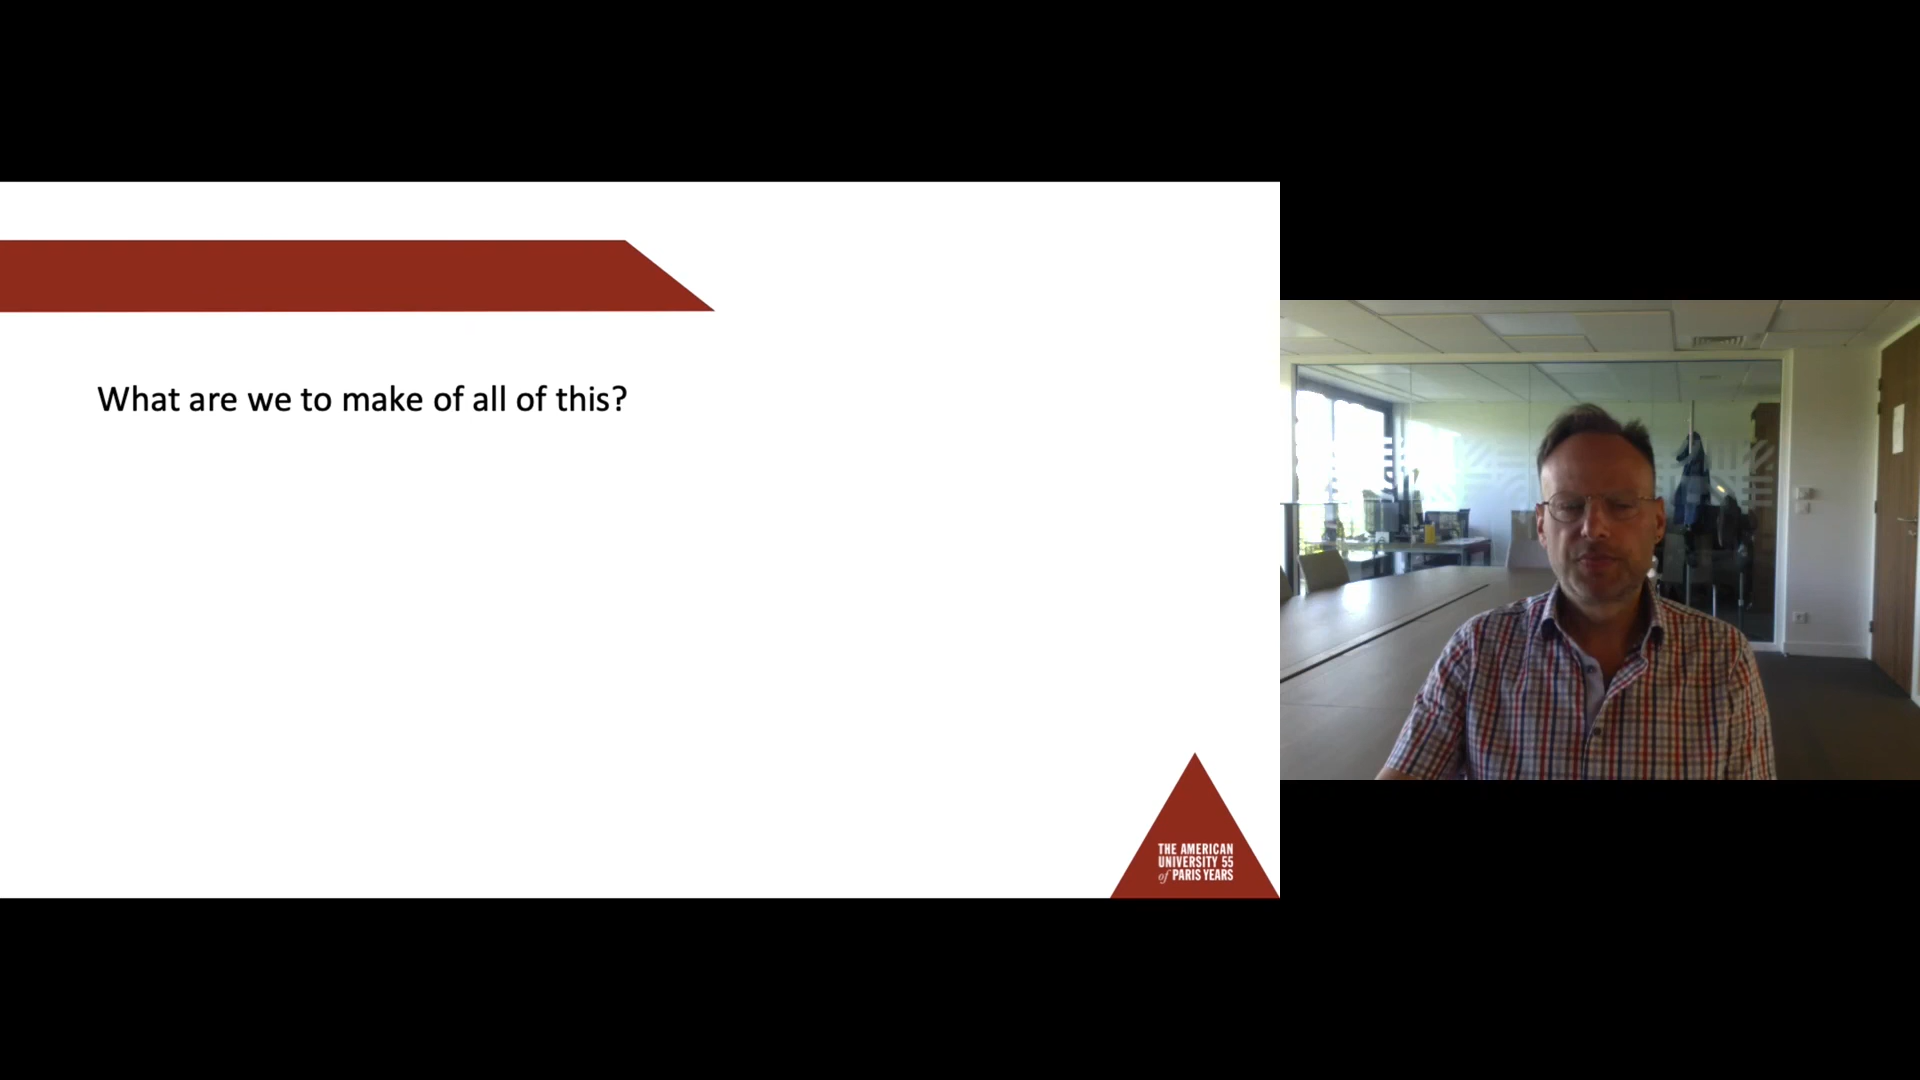 What are we to make of all of this?
THE AMERICAN
UNIVERSITY 55
of PARIS YEARS